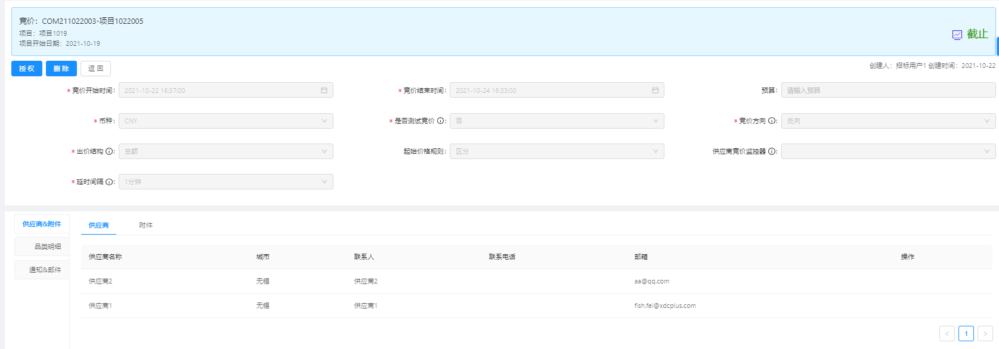 竞价：COM211022003-项目1022005
项目：项目1019
项目开始日期：2021-10-19
截止
授权 删除 返回
创建人：招标用户1 创建时间：2021-10-22
* 竞价开始时间: 2021-10-22 16:37:00 * 竞价结束时间: 2021-10-24 16:33:00 预算: 请输入预算
* 币种: CNY * 是否测试竞价 : 否 * 竞价方向 : 反向
* 出价结构 : 总额 起始价格规则: 区分 供应商竞价监控器 :
* 延时间隔 : 1分钟
供应商&附件
品类明细
通知&邮件
供应商 附件
供应商名称 城市 联系人 联系电话 邮箱 操作
供应商2 无锡 供应商2 aa@qq.com
供应商1 无锡 供应商1 fish.fei@xdcplus.com
< 1 >